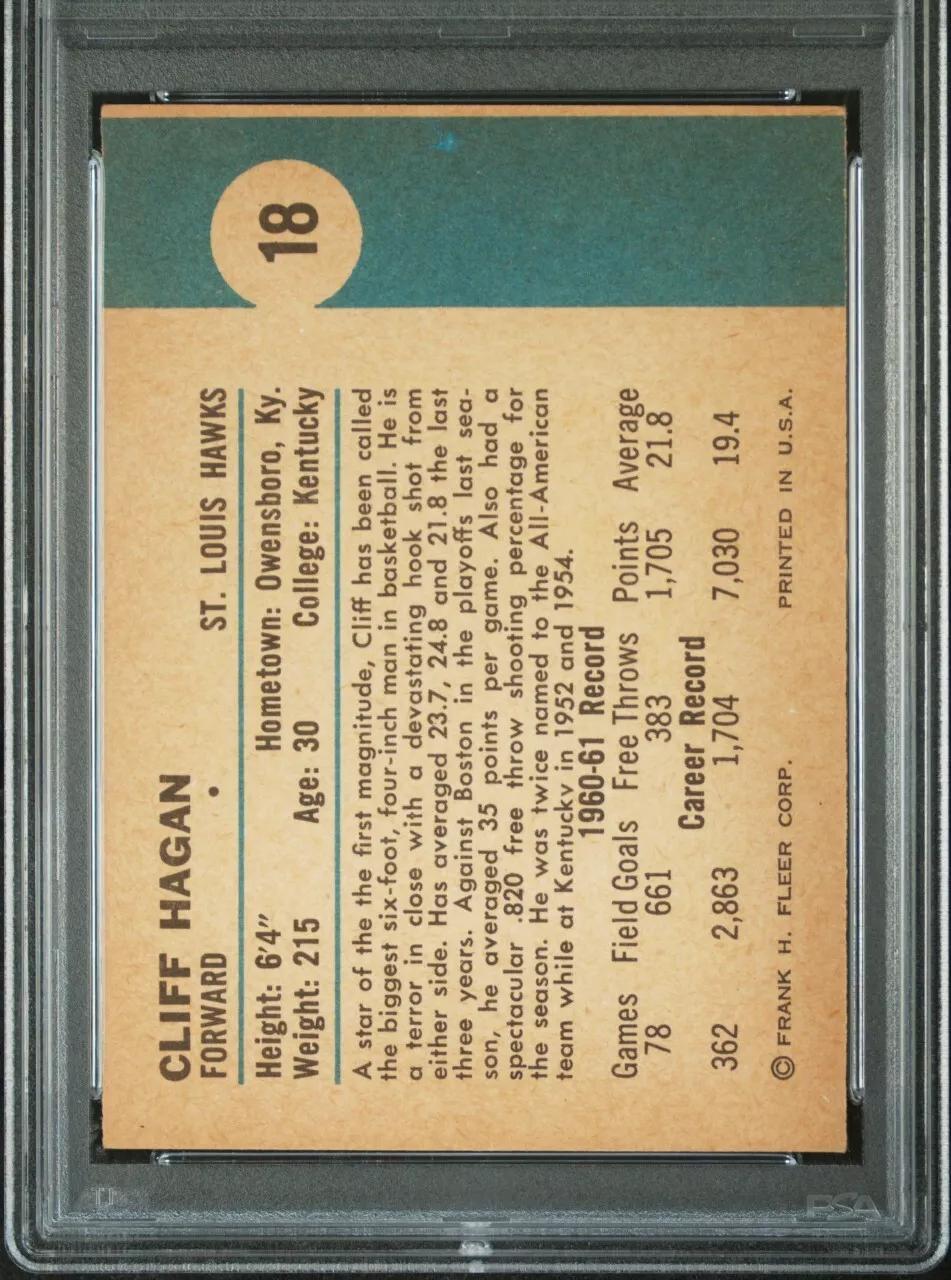 18
CLIFF HAGAN
FORWARD • ST. LOUIS HAWKS
Height: 6'4" Hometown: Owensboro, Ky.
Weight: 215 Age: 30 College: Kentucky
A star of the the first magnitude, Cliff has been called
the biggest six-foot, four-inch man in basketball. He is
a terror in close with a devastating hook shot from
either side. Has averaged 23.7, 24.8 and 21.8 the last
three years. Against Boston in the playoffs last sea-
son, he averaged 35 points per game. Also had a
spectacular .820 free throw shooting percentage for
the season. He was twice named to the All-American
team while at Kentucky in 1952 and 1954.
1960-61 Record
Games Field Goals Free Throws Points Average
78 661 383 1,705 21.8
Career Record
362 2,863 1,704 7,030 19.4
© FRANK H. FLEER CORP. PRINTED IN U.S.A.
PSA